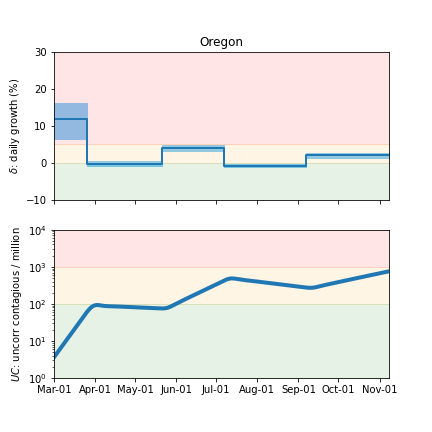 Oregon
δ: daily growth (%)
30
20
10
0
−10
UC: uncorr contagious / million
10⁴
10³
10²
10¹
10⁰
Mar-01 Apr-01 May-01 Jun-01 Jul-01 Aug-01 Sep-01 Oct-01 Nov-01